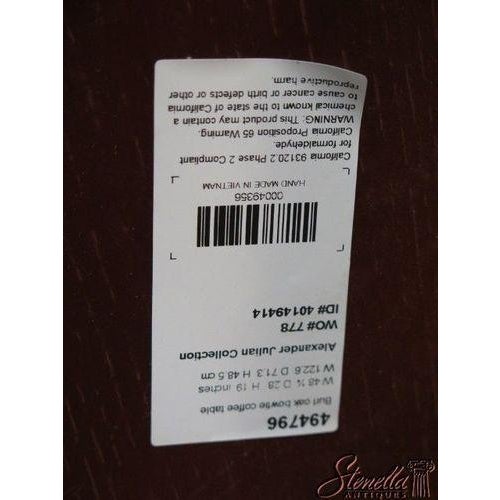 494796
Burl oak bowtie coffee table
W 48 ¼ D 28 H 19 inches
W 122.6 D 71.3 H 48.5 cm
Alexander Julian Collection
WO# 778
ID# 40149414
00049356
HAND MADE IN VIETNAM
California 93120.2 Phase 2 Compliant
for formaldehyde.
California Proposition 65 Warning.
WARNING: This product may contain a
chemical known to the state of California
to cause cancer or birth defects or other
reproductive harm.
Stenella
ANTIQUES